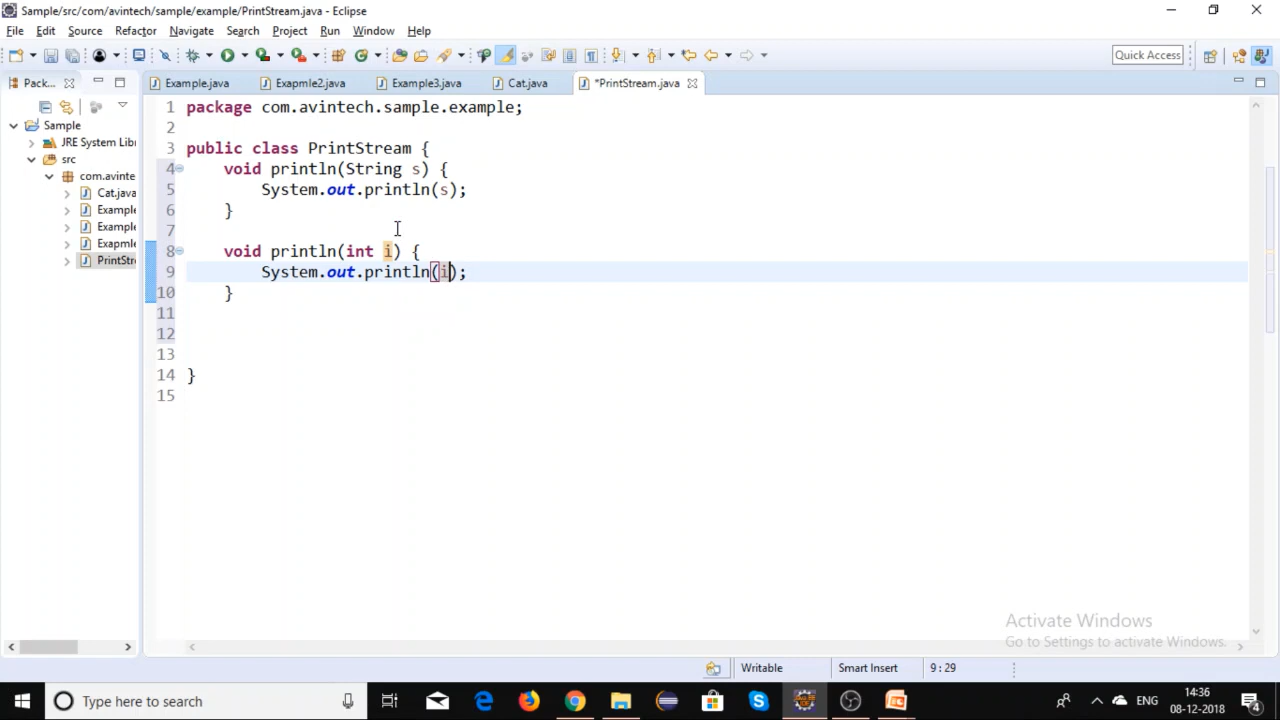 Sample/src/com/avintech/sample/example/PrintStream.java - Eclipse
File Edit Source Refactor Navigate Search Project Run Window Help
Quick Access
Pack...
Example.java Exapmle2.java Example3.java Cat.java *PrintStream.java
Sample
JRE System Lib
src
com.avinte
Cat.java
Example
Example
Exapmle
PrintStre
1 package com.avintech.sample.example;
2
3 public class PrintStream {
4 void println(String s) {
5 System.out.println(s);
6 }
7
8 void println(int i) {
9 System.out.println(i);
10 }
11
12
13
14 }
15
Activate Windows
Go to Settings to activate Windows.
Writable Smart Insert 9 : 29
Type here to search
ENG
14:36
08-12-2018
4